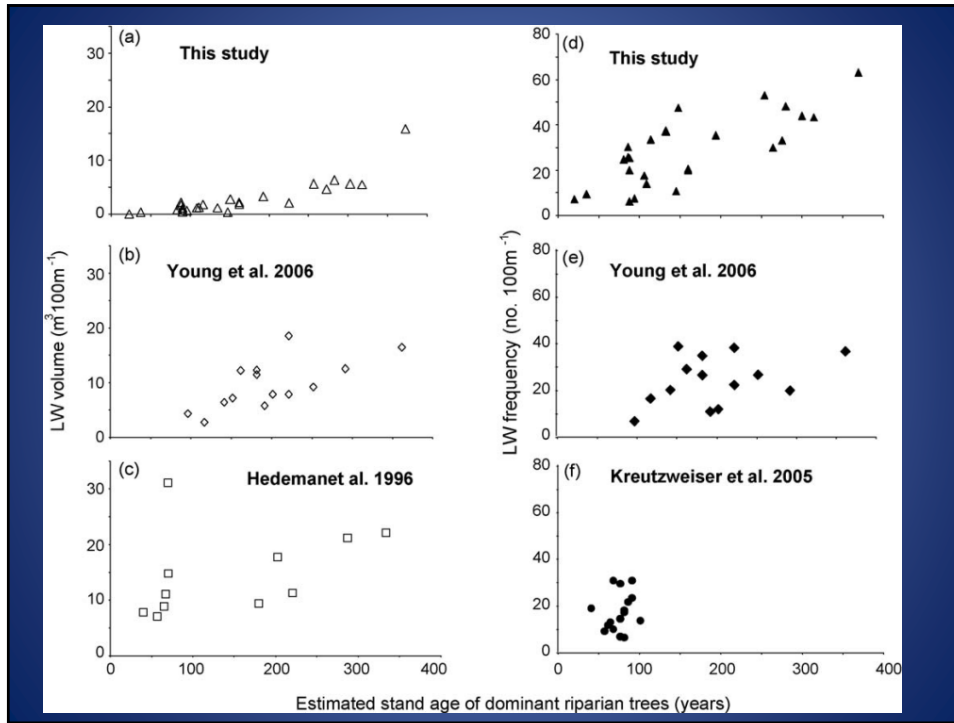 (a)
This study
30
20
10
0
(b)
Young et al. 2006
30
20
10
0
(c)
Hedemanet al. 1996
30
20
10
0
0 100 200 300 400
LW volume (m³100m⁻¹)
(d)
This study
80
60
40
20
0
(e)
Young et al. 2006
80
60
40
20
0
(f)
Kreutzweiser et al. 2005
80
60
40
20
0
0 100 200 300 400
LW frequency (no. 100m⁻¹)
Estimated stand age of dominant riparian trees (years)